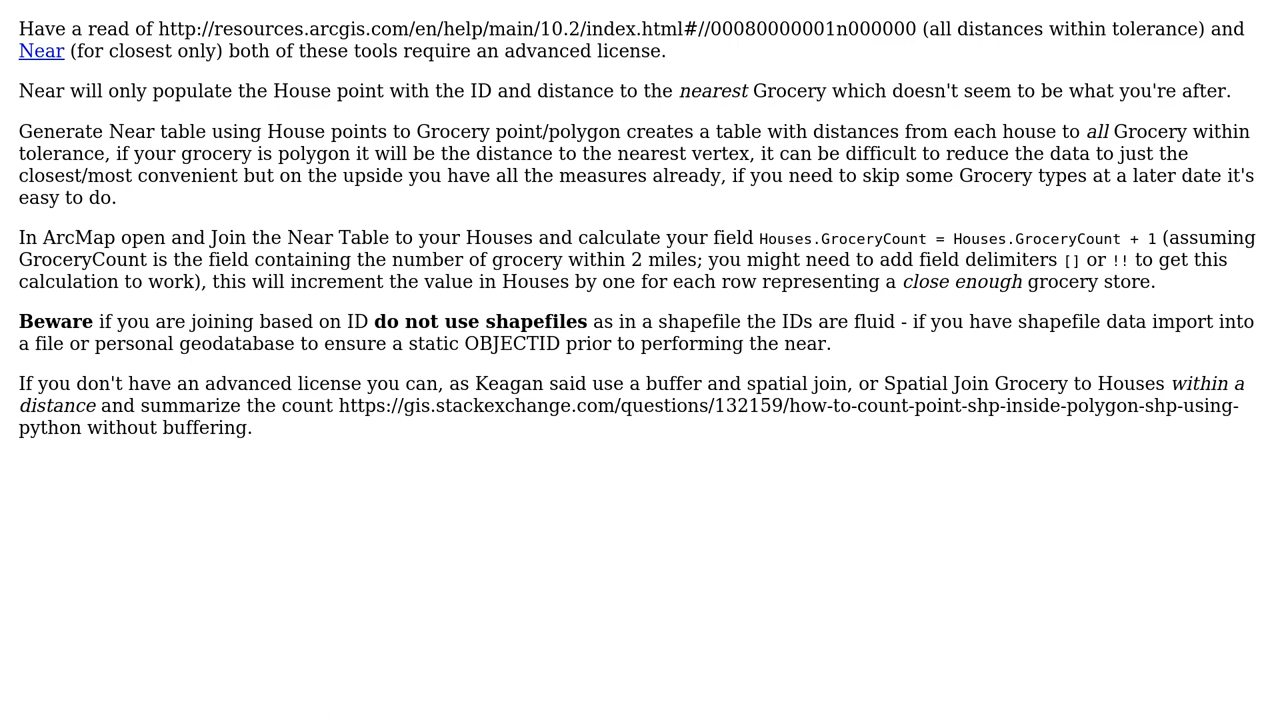 Have a read of http://resources.arcgis.com/en/help/main/10.2/index.html#//00080000001n000000 (all distances within tolerance) and
Near (for closest only) both of these tools require an advanced license.
Near will only populate the House point with the ID and distance to the nearest Grocery which doesn't seem to be what you're after.
Generate Near table using House points to Grocery point/polygon creates a table with distances from each house to all Grocery within
tolerance, if your grocery is polygon it will be the distance to the nearest vertex, it can be difficult to reduce the data to just the
closest/most convenient but on the upside you have all the measures already, if you need to skip some Grocery types at a later date it's
easy to do.
In ArcMap open and Join the Near Table to your Houses and calculate your field Houses.GroceryCount = Houses.GroceryCount + 1 (assuming
GroceryCount is the field containing the number of grocery within 2 miles; you might need to add field delimiters [] or !! to get this
calculation to work), this will increment the value in Houses by one for each row representing a close enough grocery store.
Beware if you are joining based on ID do not use shapefiles as in a shapefile the IDs are fluid - if you have shapefile data import into
a file or personal geodatabase to ensure a static OBJECTID prior to performing the near.
If you don't have an advanced license you can, as Keagan said use a buffer and spatial join, or Spatial Join Grocery to Houses within a
distance and summarize the count https://gis.stackexchange.com/questions/132159/how-to-count-point-shp-inside-polygon-shp-using-
python without buffering.